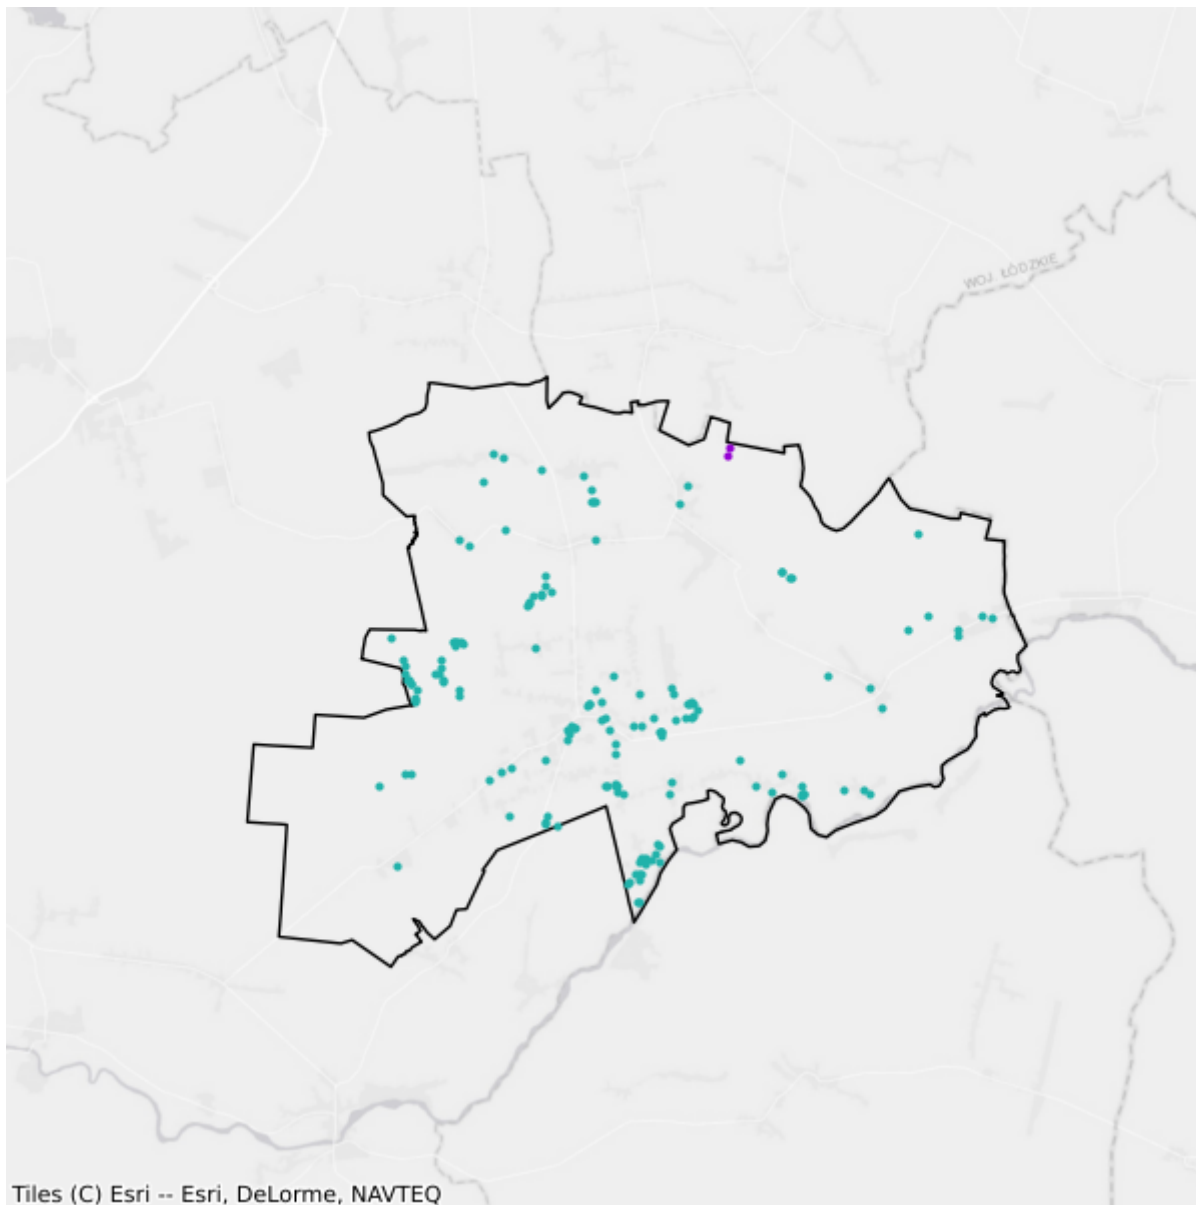 WOJ. ŁÓDZKIE
Tiles (C) Esri -- Esri, DeLorme, NAVTEQ